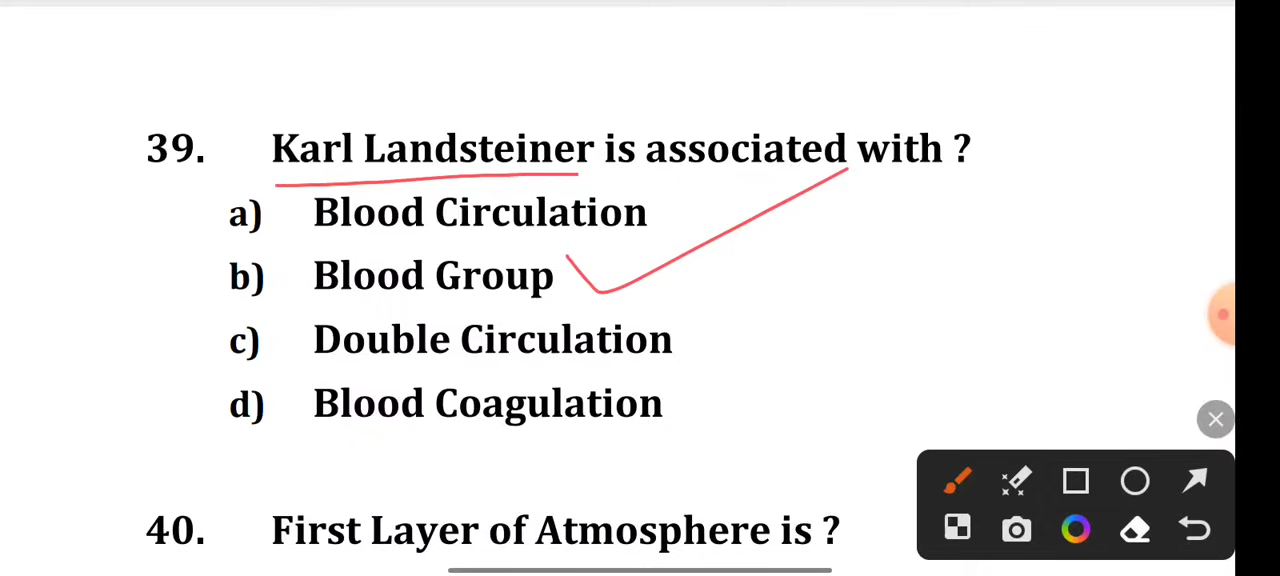 39. Karl Landsteiner is associated with ?
a) Blood Circulation
b) Blood Group
c) Double Circulation
d) Blood Coagulation
40. First Layer of Atmosphere is ?